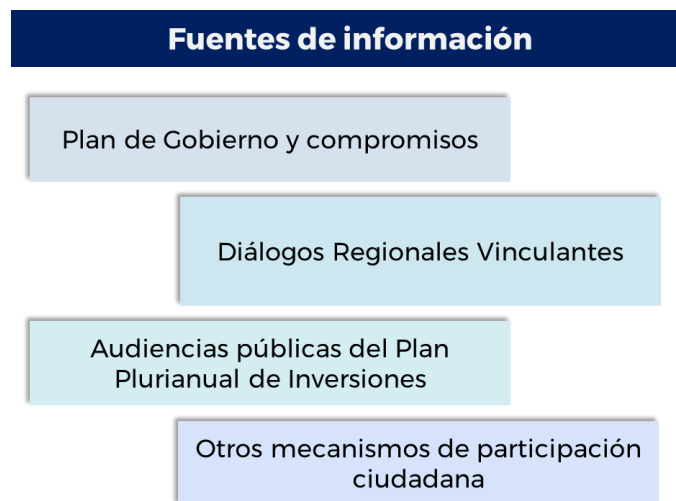 Fuentes de información
Plan de Gobierno y compromisos
Diálogos Regionales Vinculantes
Audiencias públicas del Plan
Plurianual de Inversiones
Otros mecanismos de participación
ciudadana